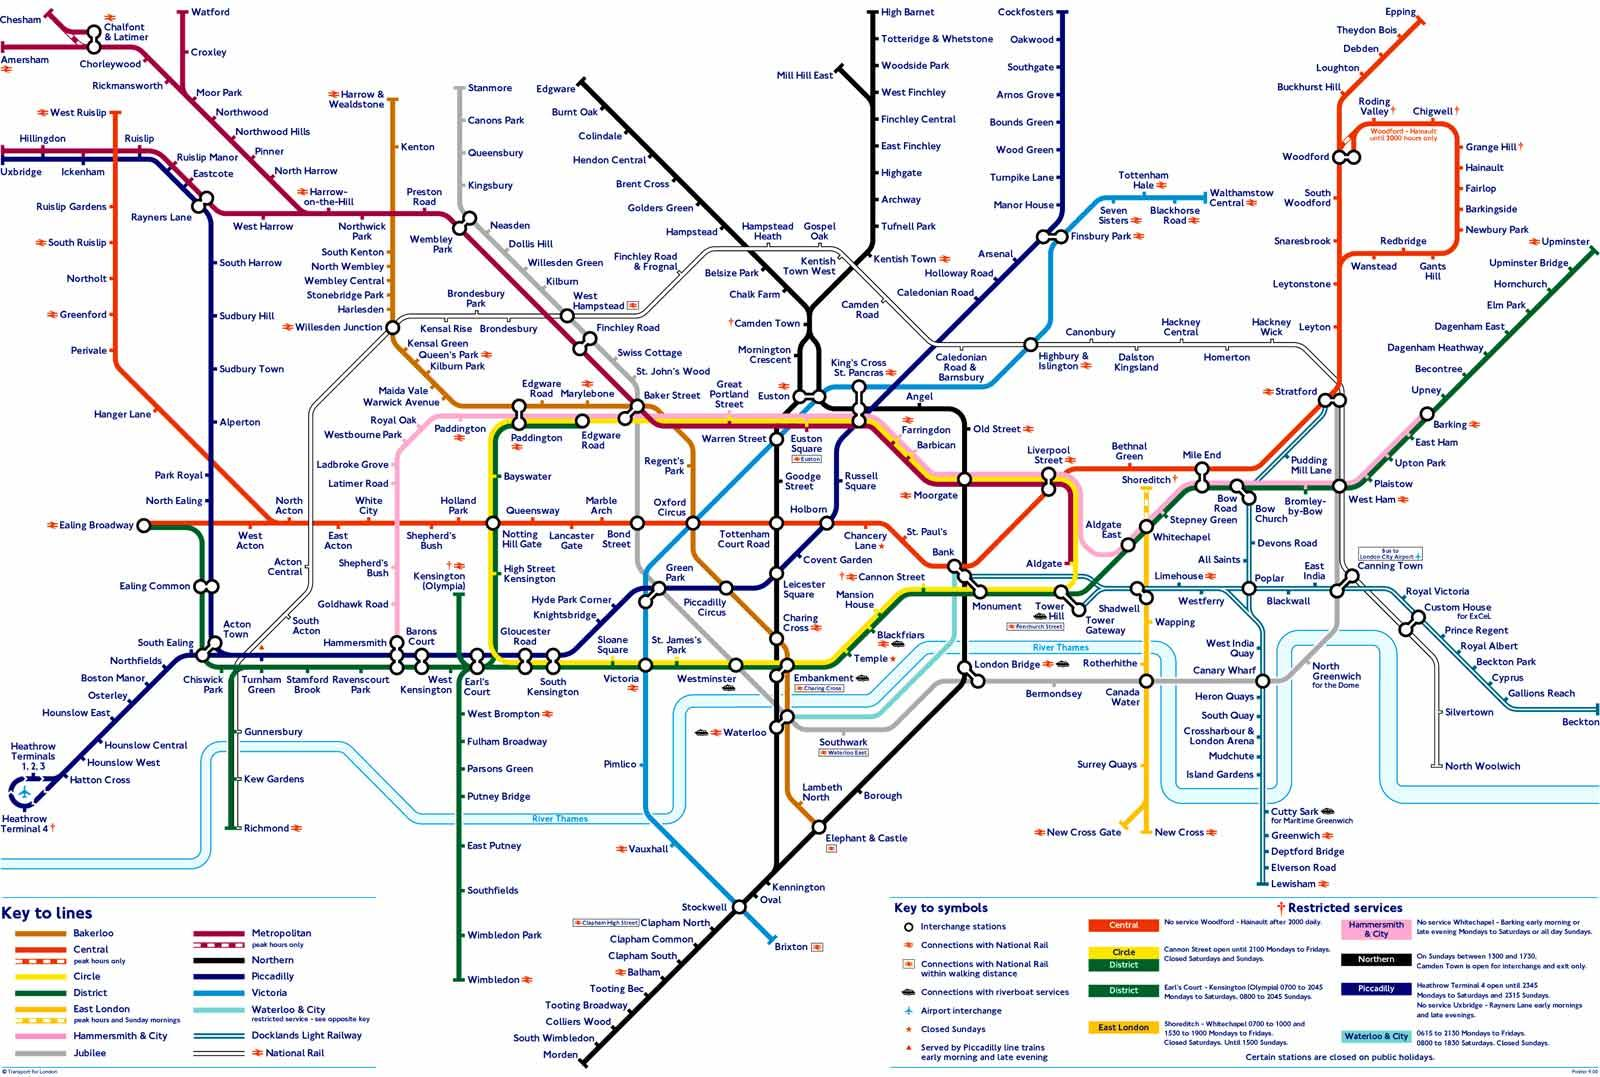 Chesham
Chalfont
& Latimer
Watford
Amersham
Chorleywood
Croxley
Rickmansworth
Moor Park
Northwood
Northwood Hills
Pinner
North Harrow
West Ruislip
Hillingdon
Ruislip
Ruislip Manor
Eastcote
Uxbridge
Ickenham
Rayners Lane
Harrow-
on-the-Hill
West Harrow
Northwick
Park
Preston
Road
Wembley
Park
Harrow &
Wealdstone
Kenton
South Kenton
North Wembley
Wembley Central
Stonebridge Park
Harlesden
Willesden Junction
Kensal Green
Queen's Park
Kilburn Park
Maida Vale
Warwick Avenue
Stanmore
Canons Park
Queensbury
Kingsbury
Neasden
Dollis Hill
Willesden Green
Kilburn
West
Hampstead
Finchley Road
Swiss Cottage
St. John's Wood
Baker Street
Brondesbury
Park
Kensal Rise
Brondesbury
Finchley Road
& Frognal
Hampstead
Heath
Gospel
Oak
Kentish
Town West
Camden
Road
Caledonian
Road &
Barnsbury
Highbury &
Islington
Canonbury
Dalston
Kingsland
Hackney
Central
Homerton
Hackney
Wick
Edgware
Burnt Oak
Colindale
Hendon Central
Brent Cross
Golders Green
Hampstead
Belsize Park
Chalk Farm
†Camden Town
Mornington
Crescent
Euston
High Barnet
Totteridge & Whetstone
Woodside Park
Mill Hill East
West Finchley
Finchley Central
East Finchley
Highgate
Archway
Tufnell Park
Kentish Town
Cockfosters
Oakwood
Southgate
Arnos Grove
Bounds Green
Wood Green
Turnpike Lane
Manor House
Finsbury Park
Arsenal
Holloway Road
Caledonian Road
King's Cross
St. Pancras
Tottenham
Hale
Seven
Sisters
Blackhorse
Road
Walthamstow
Central
Epping
Theydon Bois
Debden
Loughton
Buckhurst Hill
Roding
Valley†
Chigwell†
Woodford - Hainault
until 2000 hours only
Woodford
Grange Hill†
Hainault
Fairlop
Barkingside
Newbury Park
South
Woodford
Snaresbrook
Redbridge
Wanstead
Gants
Hill
Leytonstone
Leyton
Stratford
Upminster
Upminster Bridge
Hornchurch
Elm Park
Dagenham East
Dagenham Heathway
Becontree
Upney
Barking
East Ham
Upton Park
Plaistow
West Ham
Ruislip Gardens
South Ruislip
Northolt
Greenford
Perivale
Hanger Lane
South Harrow
Sudbury Hill
Sudbury Town
Alperton
Park Royal
North Ealing
Ealing Broadway
Ealing Common
West
Acton
North
Acton
East
Acton
White
City
Shepherd's
Bush
Holland
Park
Notting
Hill Gate
Queensway
Lancaster
Gate
Marble
Arch
Bond
Street
Oxford
Circus
Tottenham
Court Road
Holborn
Chancery
Lane
St. Paul's
Bank
Royal Oak
Westbourne Park
Ladbroke Grove
Latimer Road
Shepherd's
Bush
Goldhawk Road
Hammersmith
Paddington
Edgware
Road
Marylebone
Paddington
Edgware
Road
Great
Portland
Street
Warren Street
Euston
Square
Euston
Angel
Old Street
Farringdon
Barbican
Moorgate
Liverpool
Street
Bethnal
Green
Mile End
Shoreditch†
Aldgate
East
Aldgate
Whitechapel
Stepney Green
Bow
Road
Bow
Church
Bromley-
by-Bow
Pudding
Mill Lane
Devons Road
All Saints
Bayswater
Regent's
Park
Goodge
Street
Russell
Square
High Street
Kensington
†
Kensington
(Olympia)
Acton
Central
South
Acton
Acton
Town
South Ealing
Northfields
Boston Manor
Osterley
Hounslow East
Hounslow Central
Hounslow West
Hatton Cross
Heathrow
Terminals
1, 2, 3
Heathrow
Terminal 4†
Chiswick
Park
Turnham
Green
Stamford
Brook
Ravenscourt
Park
Barons
Court
West
Kensington
Earl's
Court
Gloucester
Road
South
Kensington
Sloane
Square
Victoria
St. James's
Park
Westminster
Embankment
Charing Cross
Hyde Park Corner
Knightsbridge
Green
Park
Piccadilly
Circus
Leicester
Square
Covent Garden
Charing
Cross
†
Cannon Street
Mansion
House
Blackfriars
Temple
Monument
Tower
Hill
Fenchurch Street
Tower
Gateway
Shadwell
Limehouse
Westferry
Poplar
Blackwall
East
India
Canning Town
Bus to
London City Airport
Royal Victoria
Custom House
for ExCeL
Prince Regent
Royal Albert
Beckton Park
Cyprus
Gallions Reach
Beckton
Silvertown
North Woolwich
Wapping
Rotherhithe
Canada
Water
Surrey Quays
New Cross Gate
New Cross
River Thames
London Bridge
Bermondsey
Southwark
Waterloo East
Waterloo
West India
Quay
Canary Wharf
Heron Quays
South Quay
Crossharbour &
London Arena
Mudchute
Island Gardens
Cutty Sark
for Maritime Greenwich
Greenwich
Deptford Bridge
Elverson Road
Lewisham
North
Greenwich
for the Dome
Gunnersbury
Kew Gardens
Richmond
West Brompton
Fulham Broadway
Parsons Green
Putney Bridge
East Putney
Southfields
Wimbledon Park
Wimbledon
River Thames
Pimlico
Vauxhall
Stockwell
Brixton
Lambeth
North
Elephant & Castle
Borough
Kennington
Oval
Clapham High Street
Clapham North
Clapham Common
Clapham South
Balham
Tooting Bec
Tooting Broadway
Colliers Wood
South Wimbledon
Morden
Key to lines
Bakerloo
Central
peak hours only
Circle
District
East London
peak hours and Sunday mornings
Hammersmith & City
Jubilee
Metropolitan
peak hours only
Northern
Piccadilly
Victoria
Waterloo & City
restricted service - see opposite key
Docklands Light Railway
National Rail
Key to symbols
Interchange stations
Connections with National Rail
Connections with National Rail
within walking distance
Connections with riverboat services
Airport interchange
Closed Sundays
Served by Piccadilly line trains
early morning and late evening
† Restricted services
Central
No service Woodford - Hainault after 2000 daily.
Circle
District
Cannon Street open until 2100 Mondays to Fridays.
Closed Saturdays and Sundays.
District
Earl's Court - Kensington (Olympia) 0700 to 2045
Mondays to Saturdays, 0800 to 2045 Sundays.
East London
Shoreditch - Whitechapel 0700 to 1000 and
1530 to 1900 Mondays to Fridays.
Closed Saturdays. Until 1500 Sundays.
Hammersmith
& City
No service Whitechapel - Barking early morning or
late evening Mondays to Saturdays or all day Sundays.
Northern
On Sundays between 1300 and 1730,
Camden Town is open for interchange and exit only.
Piccadilly
Heathrow Terminal 4 open until 2345
Mondays to Saturdays and 2315 Sundays.
No service Uxbridge - Rayners Lane early mornings
and late evenings.
Waterloo & City
0615 to 2130 Mondays to Fridays.
0800 to 1830 Saturdays. Closed Sundays.
Certain stations are closed on public holidays.
© Transport for London